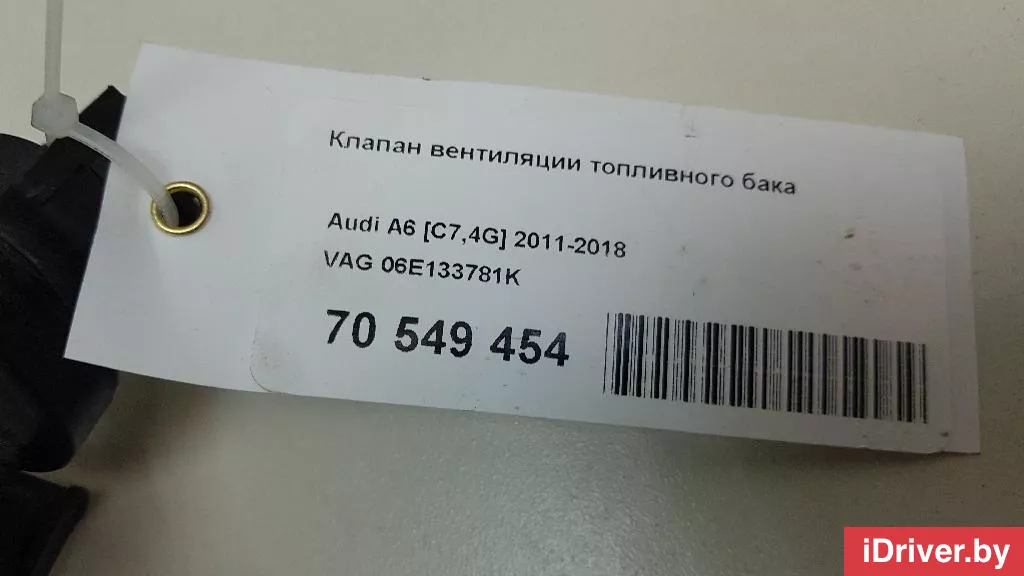 Клапан вентиляции топливного бака
Audi A6 [C7,4G] 2011-2018
VAG 06E133781K
70 549 454
iDriver.by